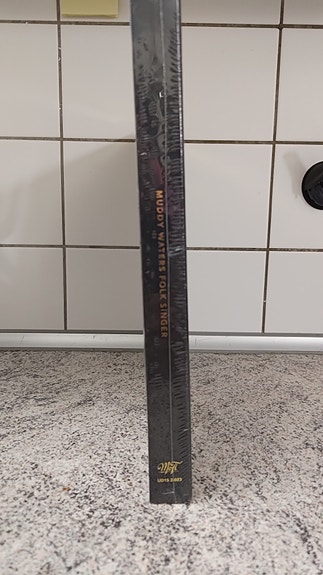 MUDDY WATERS FOLK SINGER
MoFi
UD1S 2-023